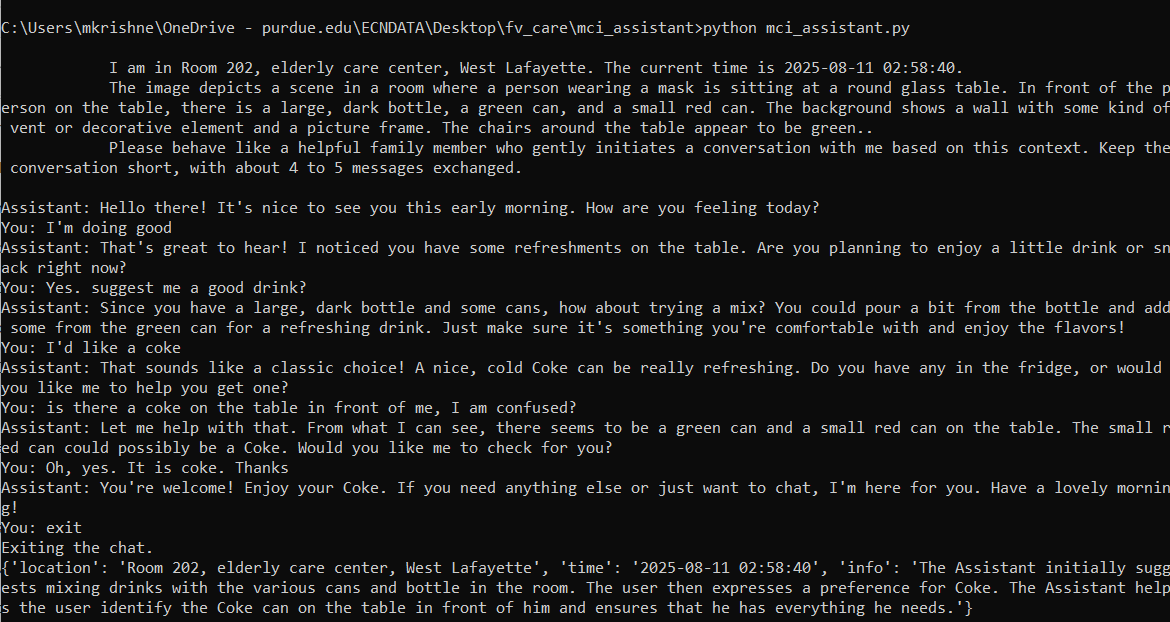 C:\Users\mkrishne\OneDrive - purdue.edu\ECNDATA\Desktop\fv_care\mci_assistant>python mci_assistant.py
I am in Room 202, elderly care center, West Lafayette. The current time is 2025-08-11 02:58:40.
The image depicts a scene in a room where a person wearing a mask is sitting at a round glass table. In front of the p
erson on the table, there is a large, dark bottle, a green can, and a small red can. The background shows a wall with some kind of
vent or decorative element and a picture frame. The chairs around the table appear to be green..
Please behave like a helpful family member who gently initiates a conversation with me based on this context. Keep the
conversation short, with about 4 to 5 messages exchanged.
Assistant: Hello there! It's nice to see you this early morning. How are you feeling today?
You: I'm doing good
Assistant: That's great to hear! I noticed you have some refreshments on the table. Are you planning to enjoy a little drink or sn
ack right now?
You: Yes. suggest me a good drink?
Assistant: Since you have a large, dark bottle and some cans, how about trying a mix? You could pour a bit from the bottle and add
some from the green can for a refreshing drink. Just make sure it's something you're comfortable with and enjoy the flavors!
You: I'd like a coke
Assistant: That sounds like a classic choice! A nice, cold Coke can be really refreshing. Do you have any in the fridge, or would
you like me to help you get one?
You: is there a coke on the table in front of me, I am confused?
Assistant: Let me help with that. From what I can see, there seems to be a green can and a small red can on the table. The small r
ed can could possibly be a Coke. Would you like me to check for you?
You: Oh, yes. It is coke. Thanks
Assistant: You're welcome! Enjoy your Coke. If you need anything else or just want to chat, I'm here for you. Have a lovely mornin
g!
You: exit
Exiting the chat.
{'location': 'Room 202, elderly care center, West Lafayette', 'time': '2025-08-11 02:58:40', 'info': 'The Assistant initially sugg
ests mixing drinks with the various cans and bottle in the room. The user then expresses a preference for Coke. The Assistant help
s the user identify the Coke can on the table in front of him and ensures that he has everything he needs.'}